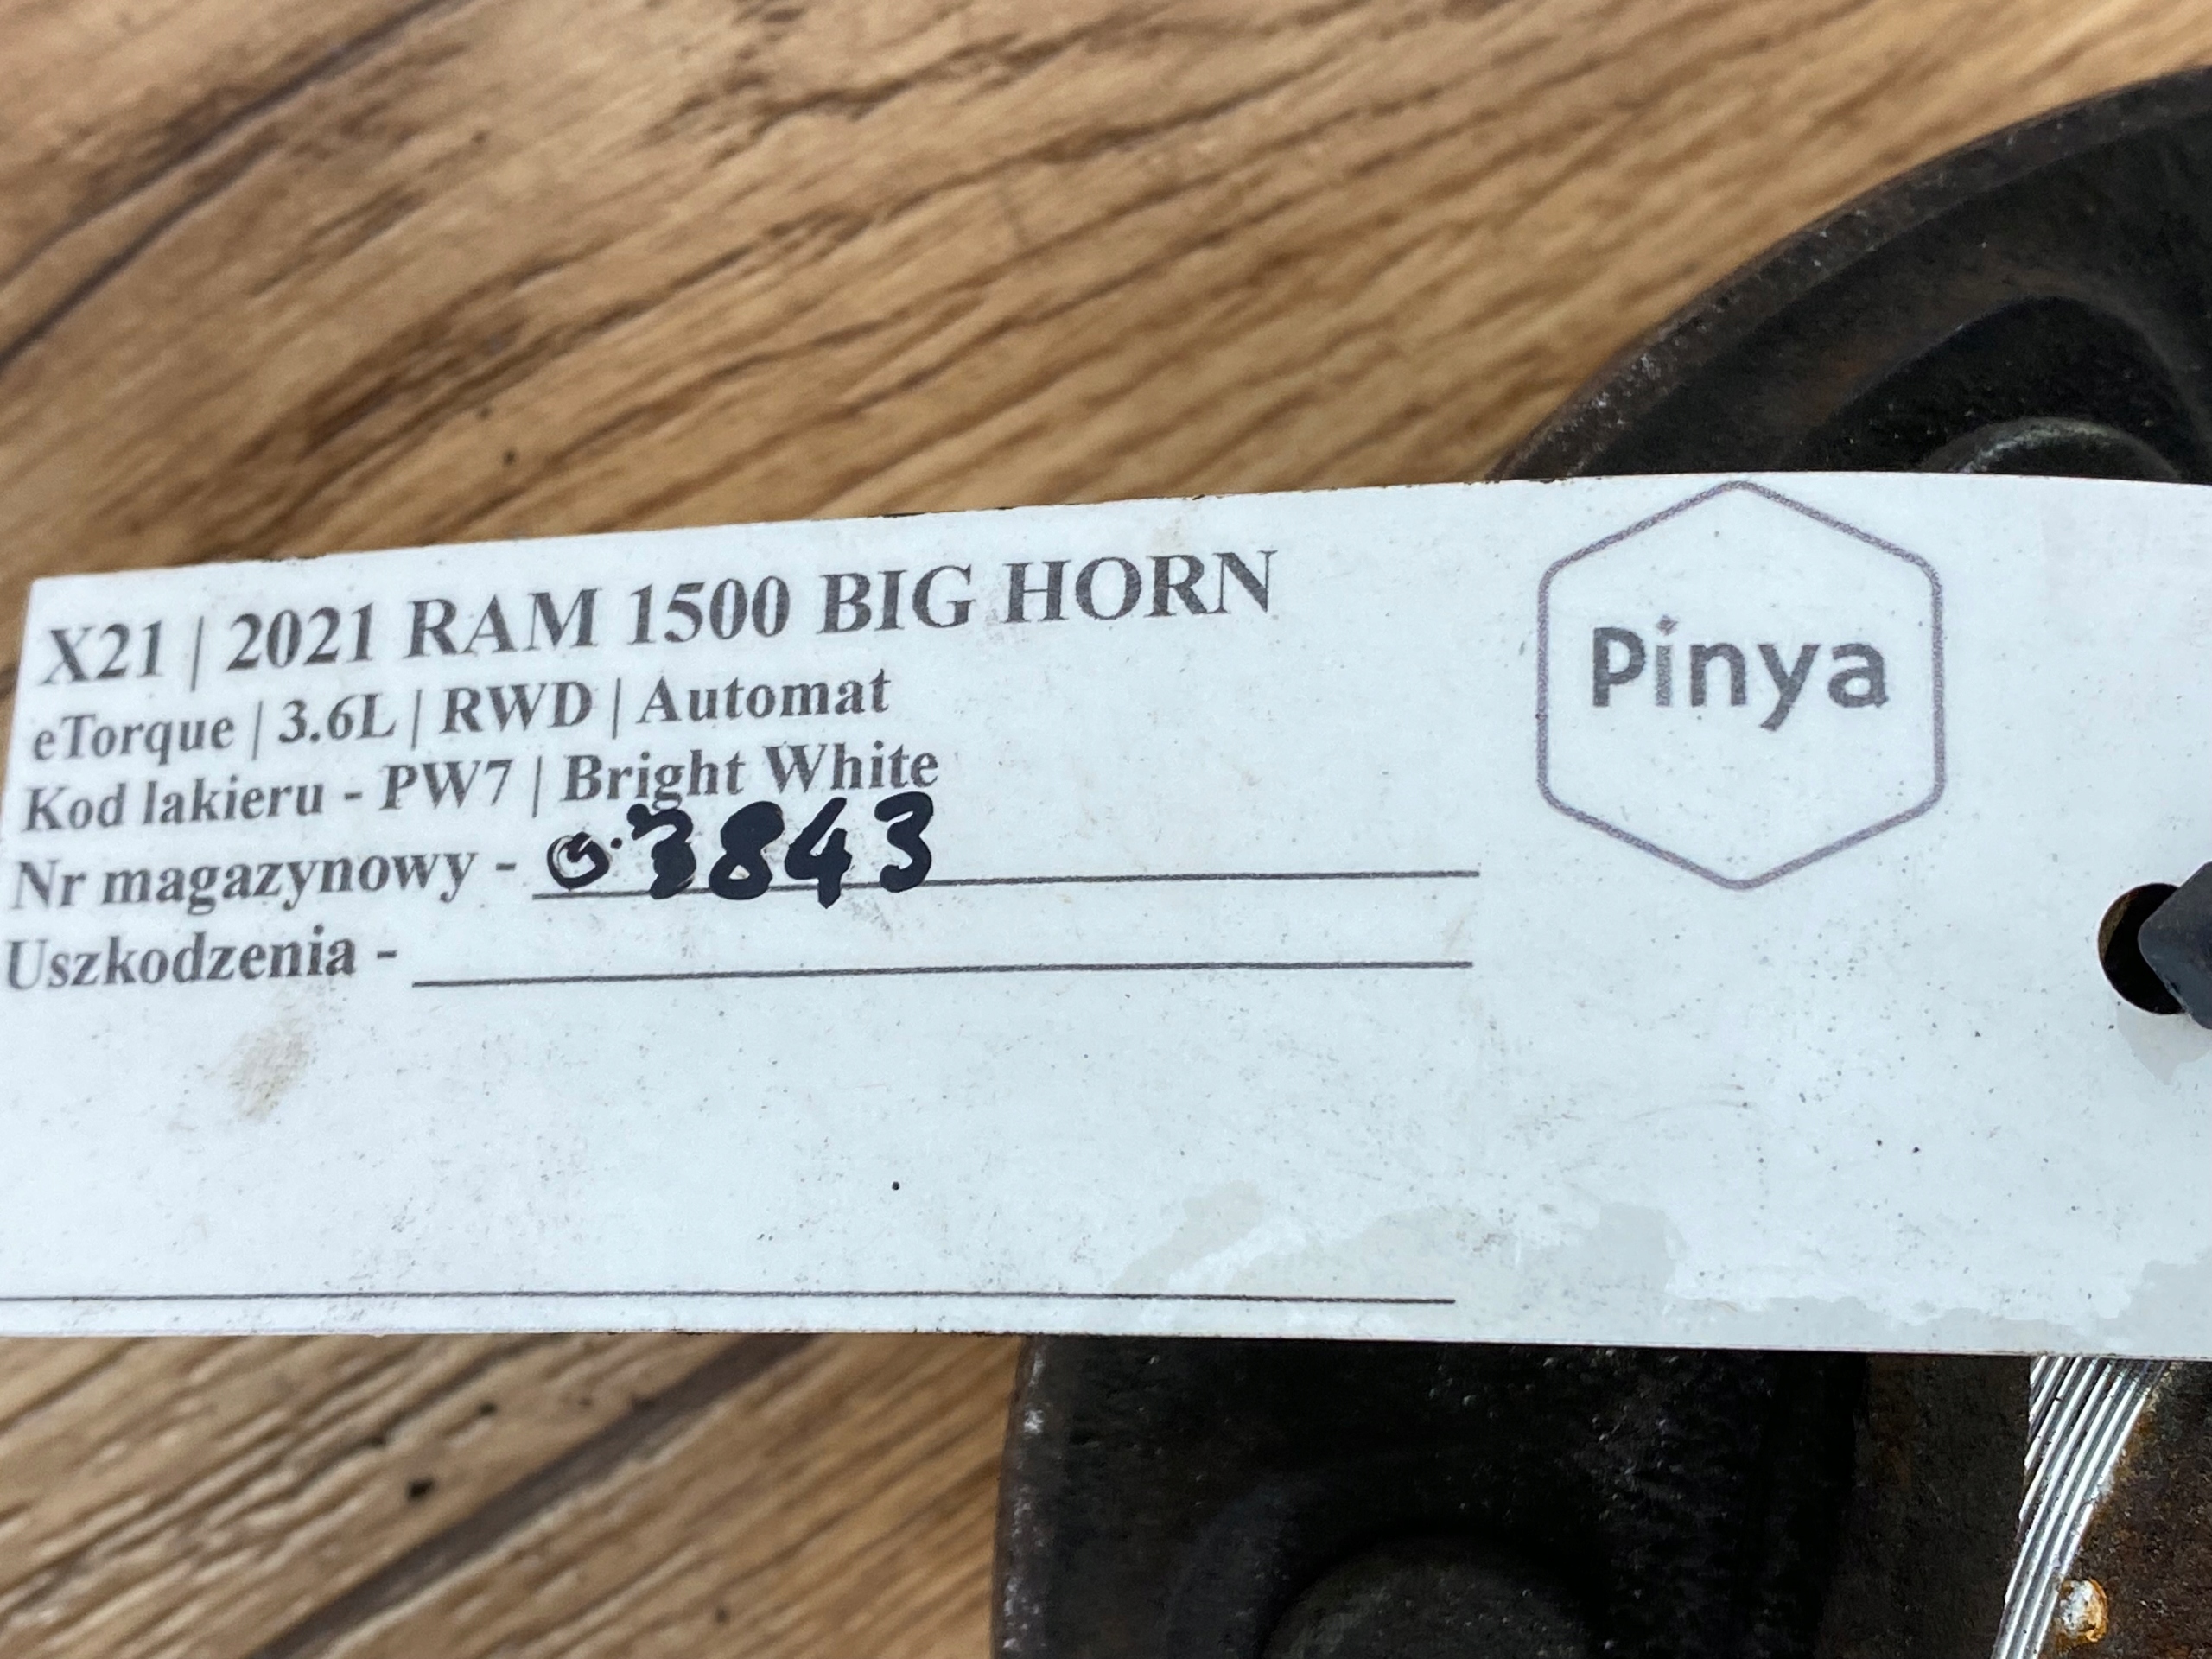 X21 | 2021 RAM 1500 BIG HORN
eTorque | 3.6L | RWD | Automat
Kod lakieru - PW7 | Bright White
Nr magazynowy - 03843
Uszkodzenia -
Pinya